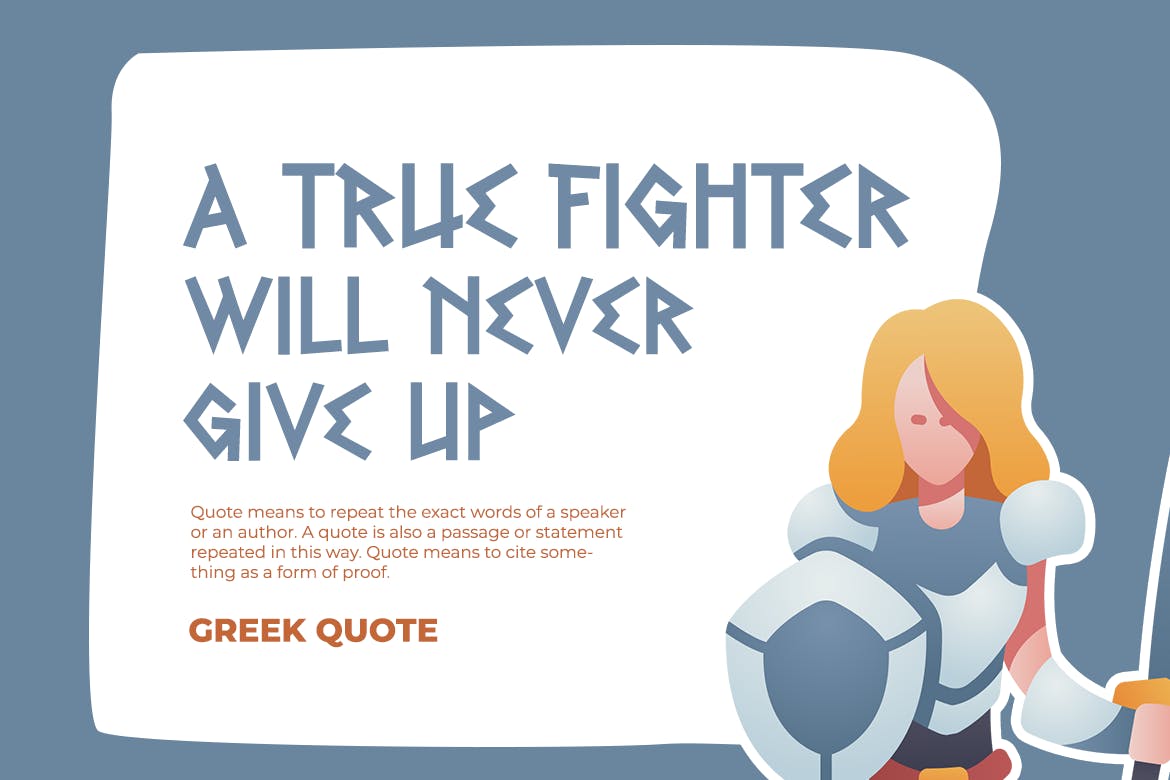 A TRUE FIGHTER
WILL NEVER
GIVE UP
Quote means to repeat the exact words of a speaker
or an author. A quote is also a passage or statement
repeated in this way. Quote means to cite some-
thing as a form of proof.
GREEK QUOTE